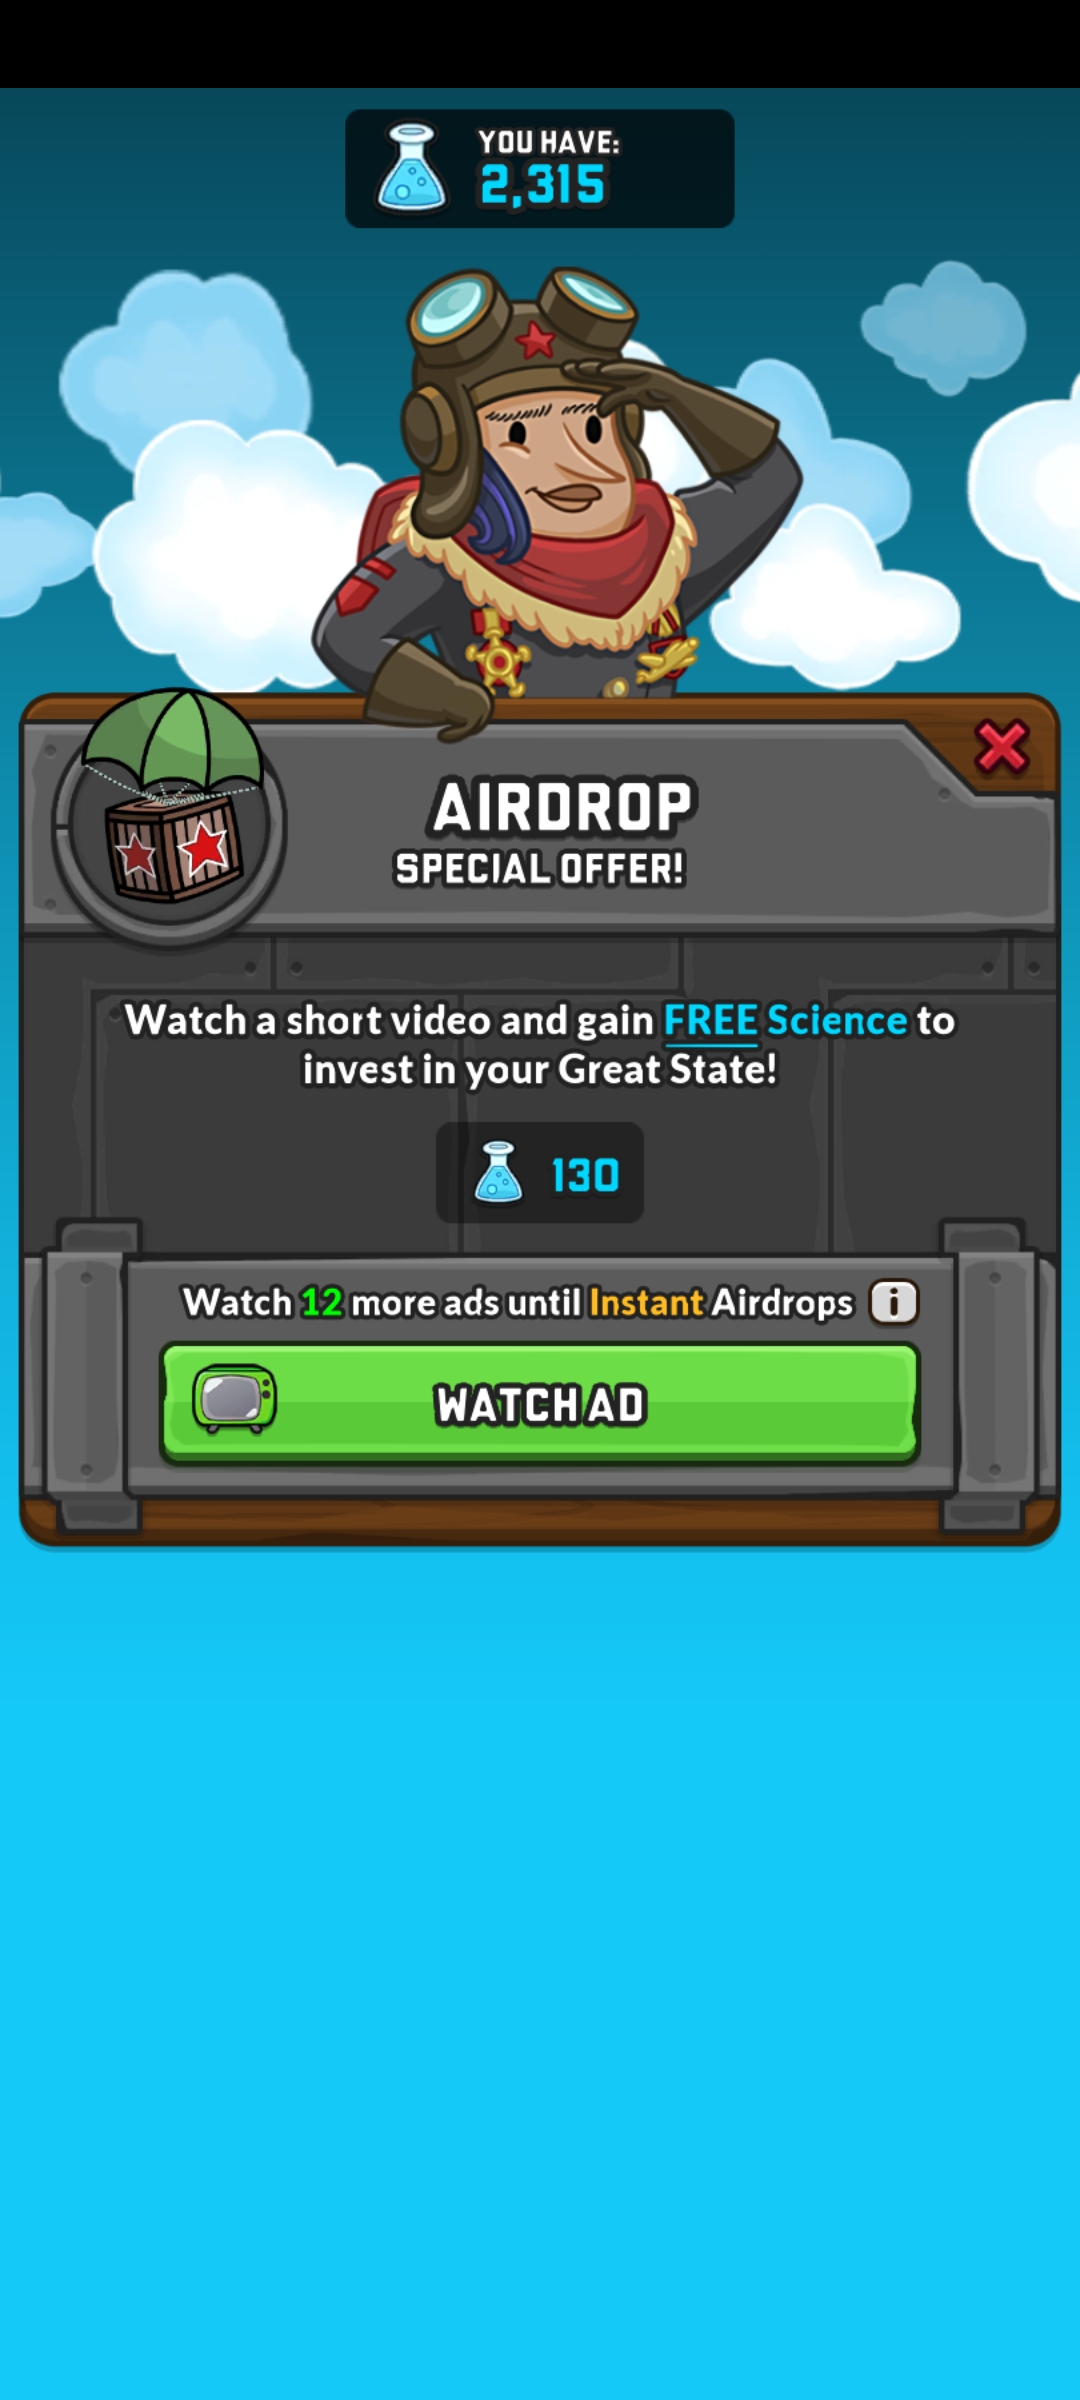 YOU HAVE:
2,315
AIRDROP
SPECIAL OFFER!
Watch a short video and gain FREE Science to
invest in your Great State!
130
Watch 12 more ads until Instant Airdrops i
WATCH AD